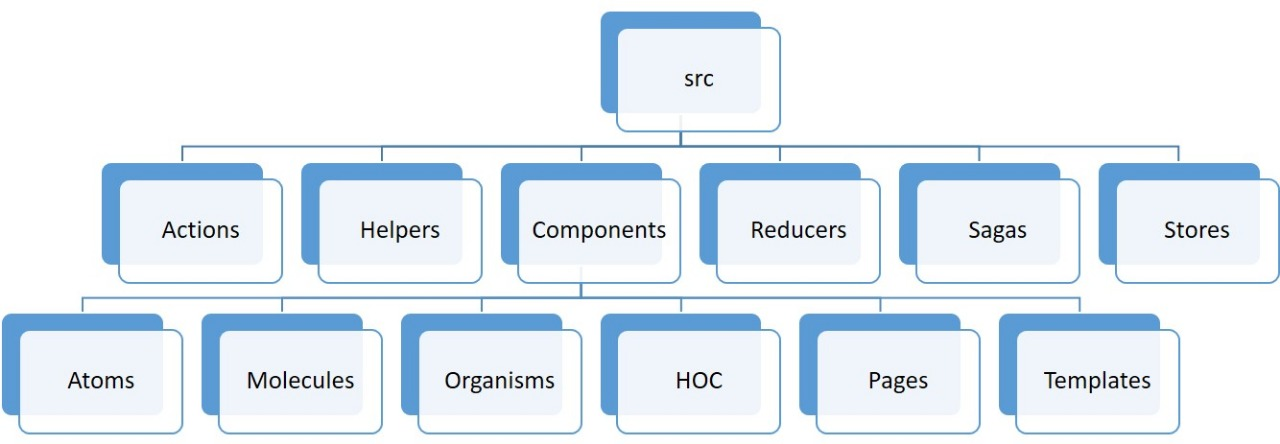 src
Actions
Helpers
Components
Reducers
Sagas
Stores
Atoms
Molecules
Organisms
HOC
Pages
Templates